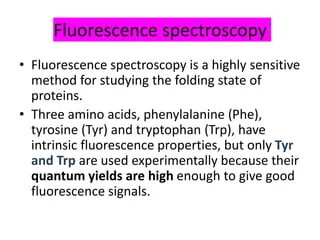 Fluorescence spectroscopy
• Fluorescence spectroscopy is a highly sensitive
method for studying the folding state of
proteins.
• Three amino acids, phenylalanine (Phe),
tyrosine (Tyr) and tryptophan (Trp), have
intrinsic fluorescence properties, but only Tyr
and Trp are used experimentally because their
quantum yields are high enough to give good
fluorescence signals.